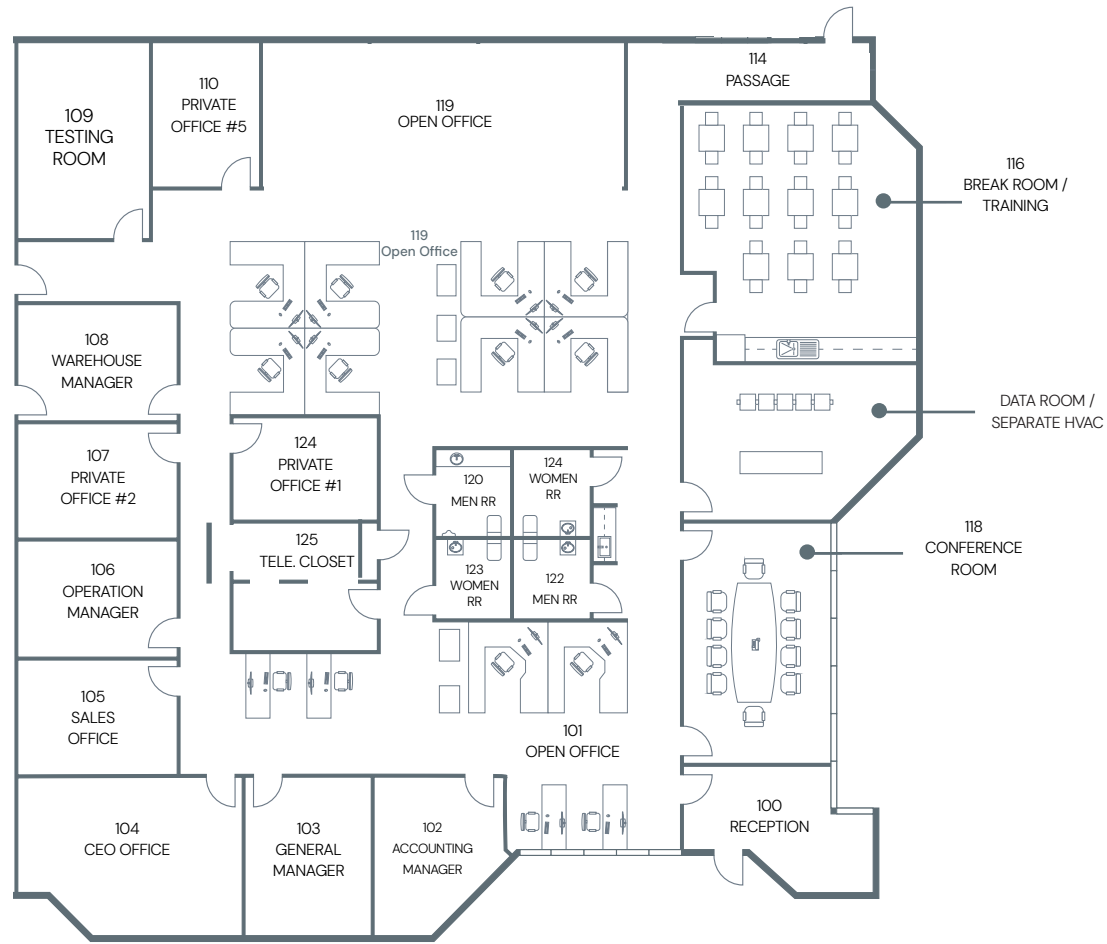 114
PASSAGE
110
PRIVATE
OFFICE #5
119
OPEN OFFICE
109
TESTING
ROOM
116
BREAK ROOM /
TRAINING
119
Open Office
108
WAREHOUSE
MANAGER
DATA ROOM /
SEPARATE HVAC
124
PRIVATE
OFFICE #1
107
PRIVATE
OFFICE #2
120
MEN RR
124
WOMEN
RR
118
CONFERENCE
ROOM
125
TELE. CLOSET
106
OPERATION
MANAGER
123
WOMEN
RR
122
MEN RR
105
SALES
OFFICE
101
OPEN OFFICE
100
RECEPTION
104
CEO OFFICE
103
GENERAL
MANAGER
102
ACCOUNTING
MANAGER